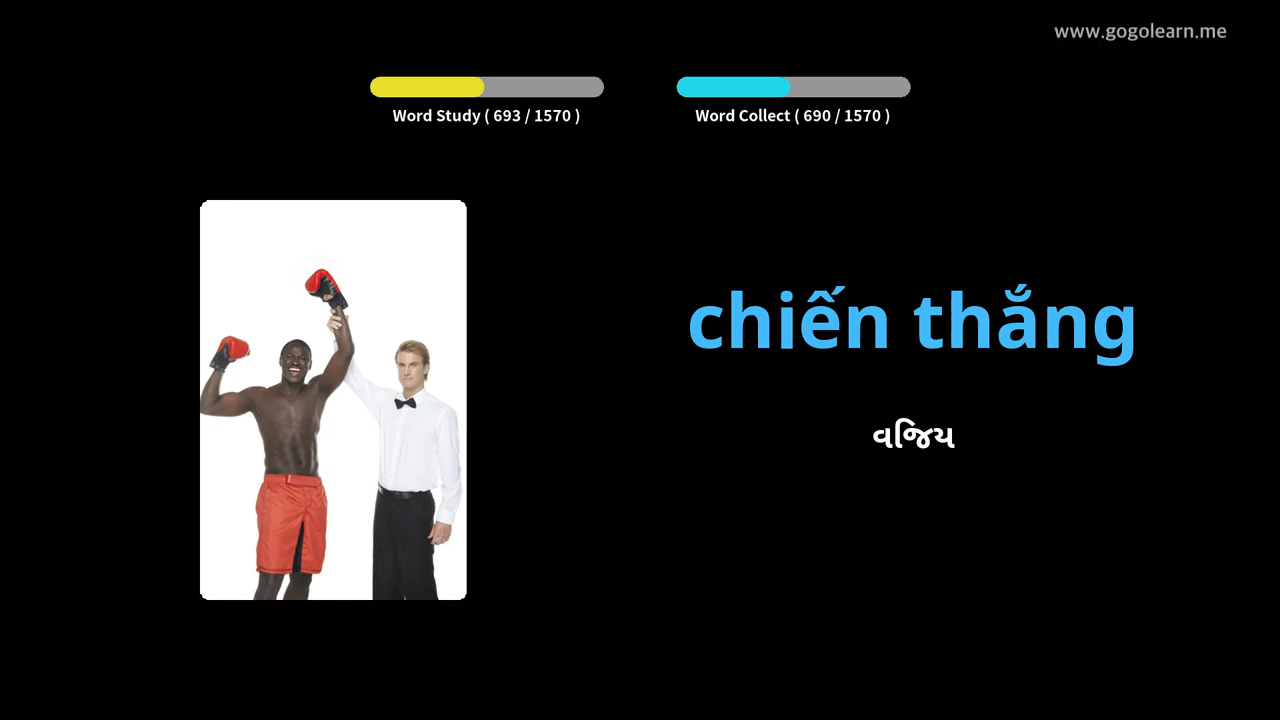 www.gogolearn.me
Word Study ( 693 / 1570 )
Word Collect ( 690 / 1570 )
chiến thắng
વિજય